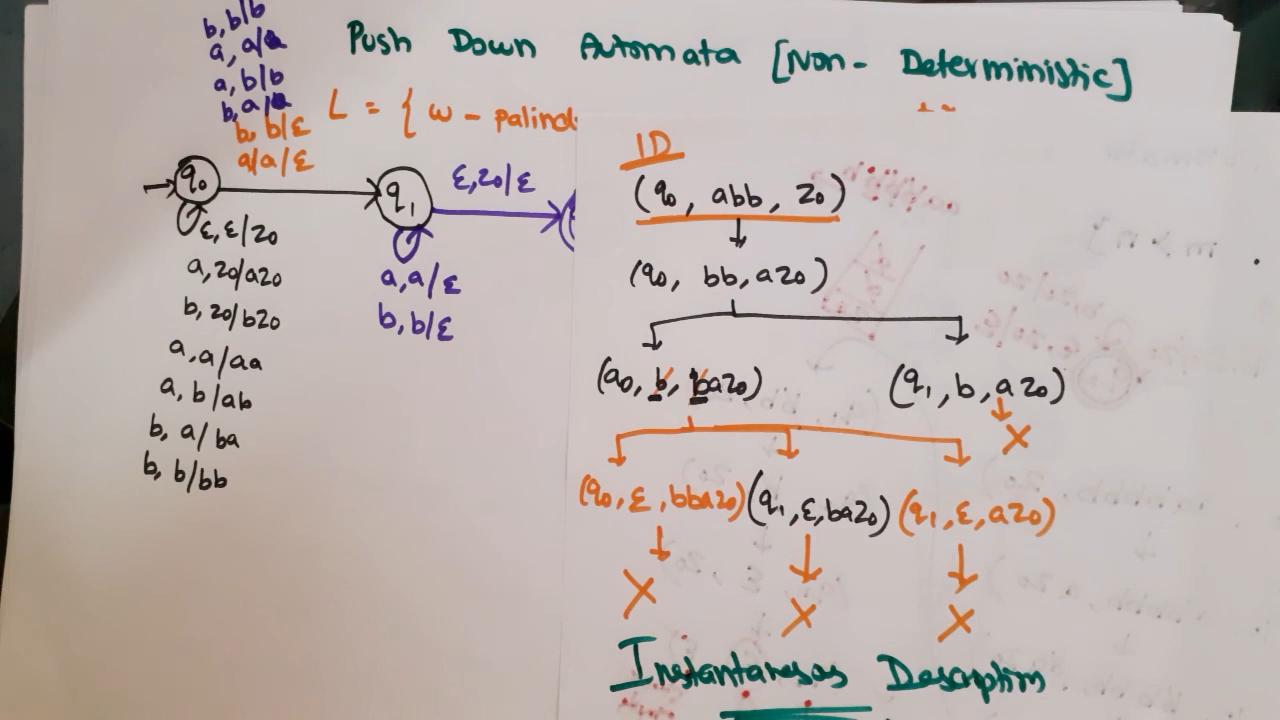 Push Down Automata [Non-Deterministic]
b, b/b
a, a/a
a, b/b
b, a/a
b, b/ε
a/a/ε
L = { w - palind
q0
q1
ε, z0/ε
ε, ε/z0
a, z0/az0
b, z0/bz0
a, a/aa
a, b/ab
b, a/ba
b, b/bb
a, a/ε
b, b/ε
ID
(q0, abb, z0)
(q0, bb, az0)
(q0, b, baz0) (q1, b, az0)
X
(q0, ε, bbaz0) (q1, ε, baz0) (q1, ε, az0)
X X X
Instantaneous Description